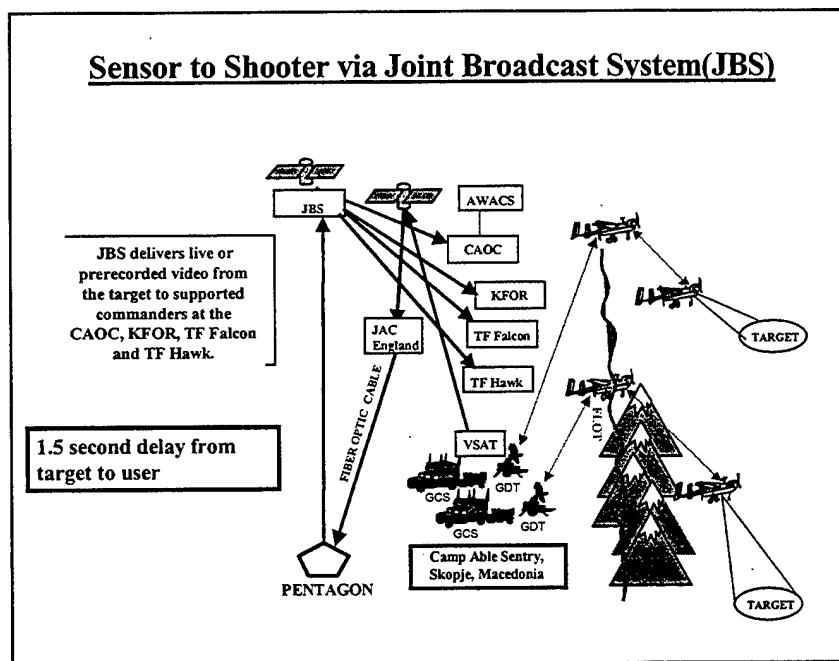 Sensor to Shooter via Joint Broadcast System(JBS)
JBS
AWACS
CAOC
JBS delivers live or
prerecorded video from
the target to supported
commanders at the
CAOC, KFOR, TF Falcon
and TF Hawk.
KFOR
JAC
England
TF Falcon
TF Hawk
TARGET
FLOT
FIBER OPTIC CABLE
1.5 second delay from
target to user
VSAT
GCS
GDT
GCS
GDT
Camp Able Sentry,
Skopje, Macedonia
PENTAGON
TARGET